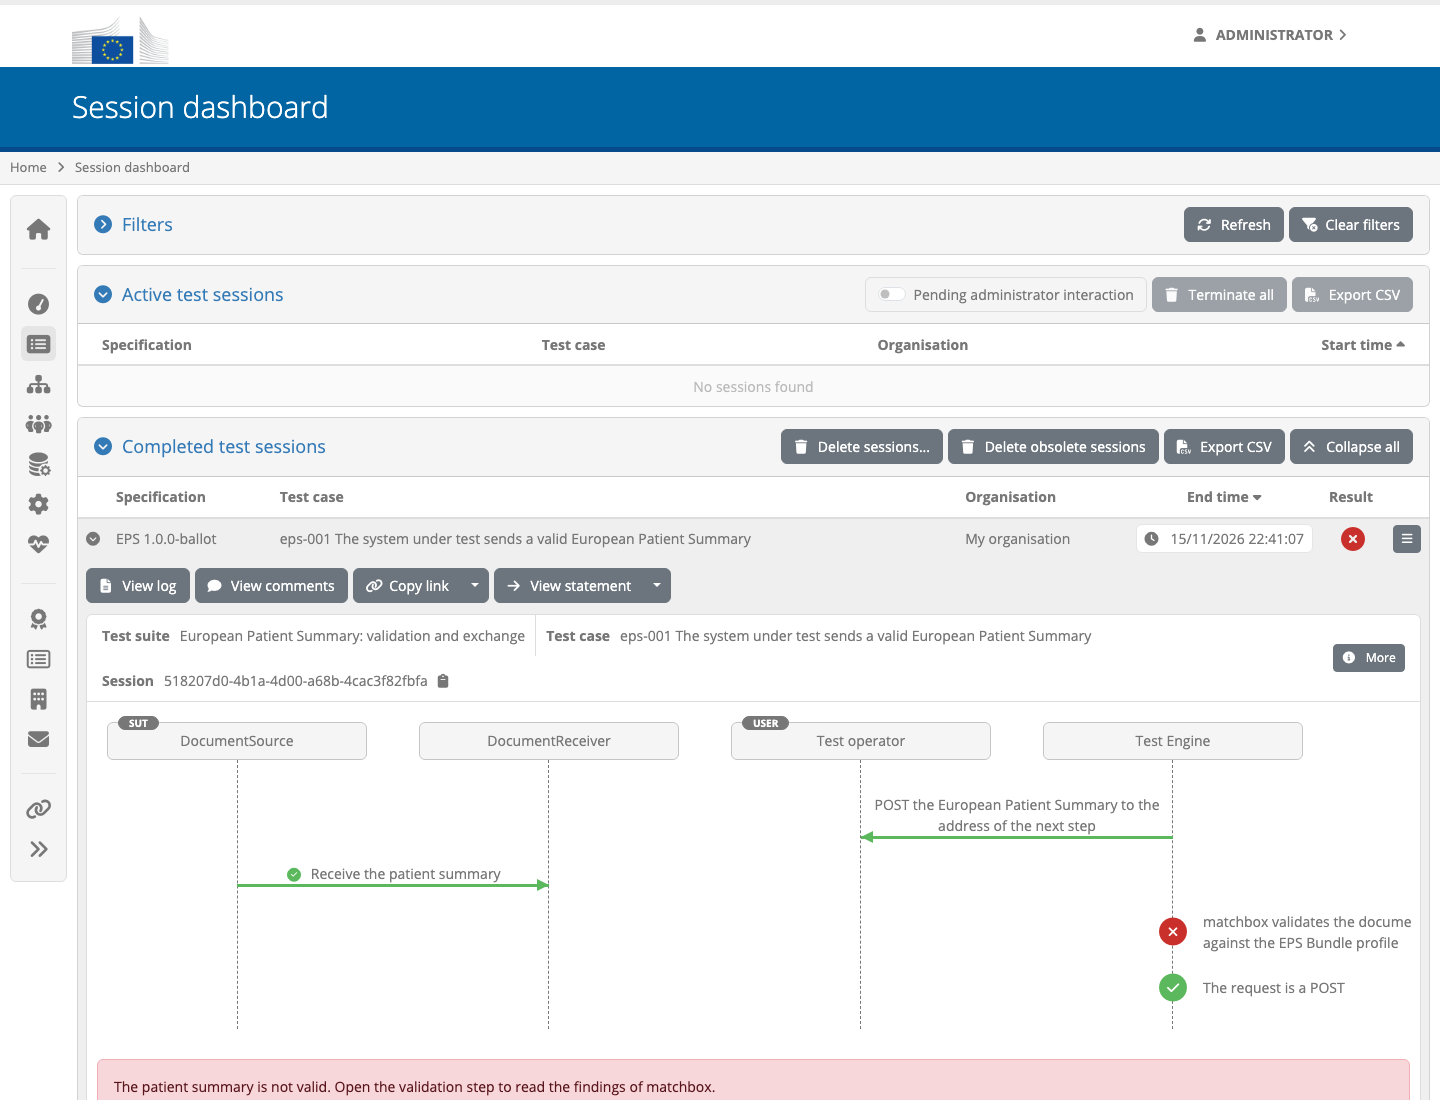 ADMINISTRATOR
Session dashboard
Home
Session dashboard
Filters
Refresh
Clear filters
Active test sessions
Pending administrator interaction
Terminate all
Export CSV
Specification
Test case
Organisation
Start time
No sessions found
Completed test sessions
Delete sessions...
Delete obsolete sessions
Export CSV
Collapse all
Specification
Test case
Organisation
End time
Result
EPS 1.0.0-ballot
eps-001 The system under test sends a valid European Patient Summary
My organisation
15/11/2026 22:41:07
View log
View comments
Copy link
View statement
Test suite European Patient Summary: validation and exchange
Test case eps-001 The system under test sends a valid European Patient Summary
More
Session 518207d0-4b1a-4d00-a68b-4cac3f82fbfa
SUT
DocumentSource
DocumentReceiver
USER
Test operator
Test Engine
POST the European Patient Summary to the
address of the next step
Receive the patient summary
matchbox validates the docume
against the EPS Bundle profile
The request is a POST
The patient summary is not valid. Open the validation step to read the findings of matchbox.